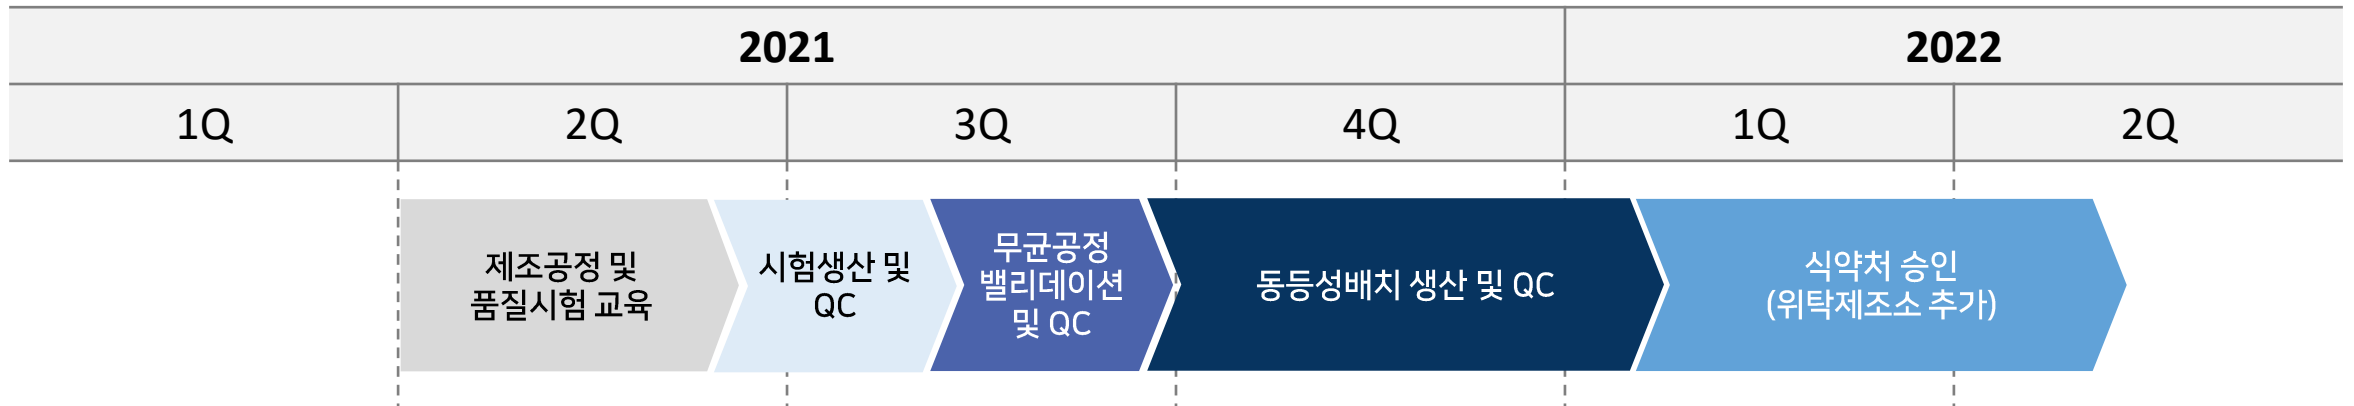 2021
2022
1Q
2Q
3Q
4Q
1Q
2Q
제조공정 및
품질시험 교육
시험생산 및
QC
무균공정
밸리데이션
및 QC
동등성배치 생산 및 QC
식약처 승인
(위탁제조소 추가)